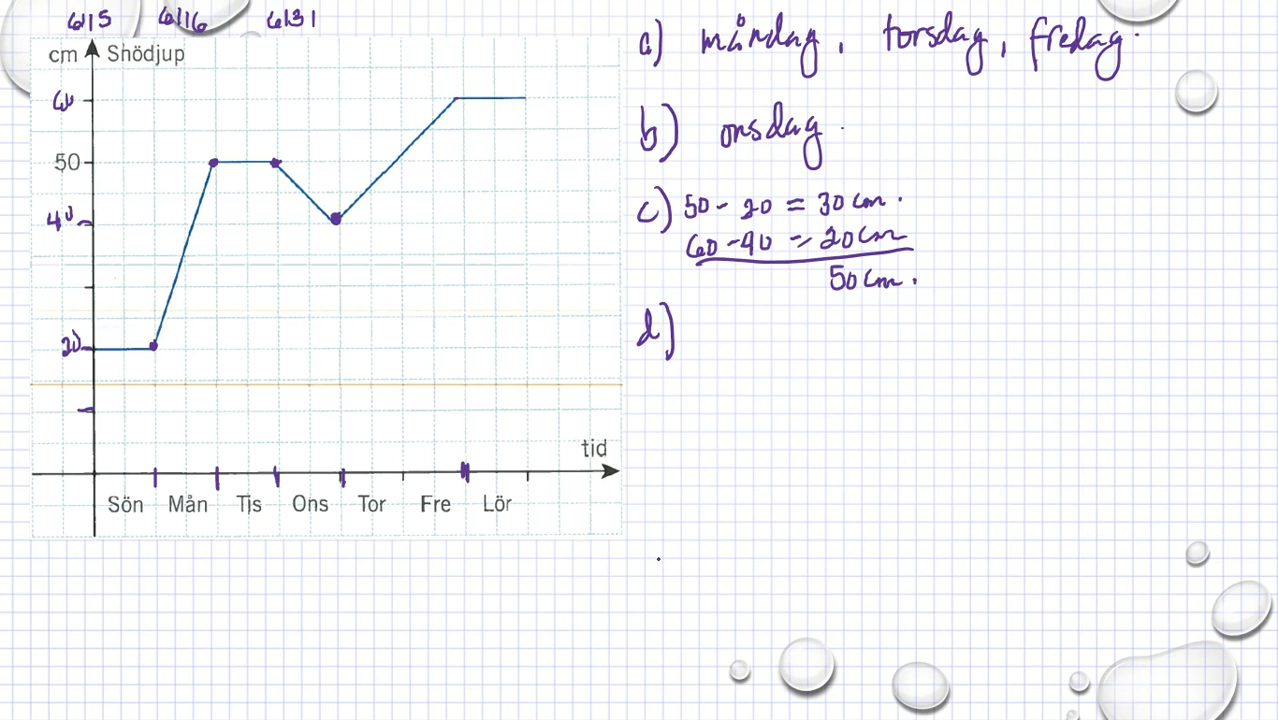 6115 6116 6131
cm Snödjup
60
50
40
20
tid
Sön Mån Tis Ons Tor Fre Lör
a) måndag, torsdag, fredag.
b) onsdag.
c) 50 - 20 = 30 cm.
60 - 40 = 20 cm
50 cm.
d)